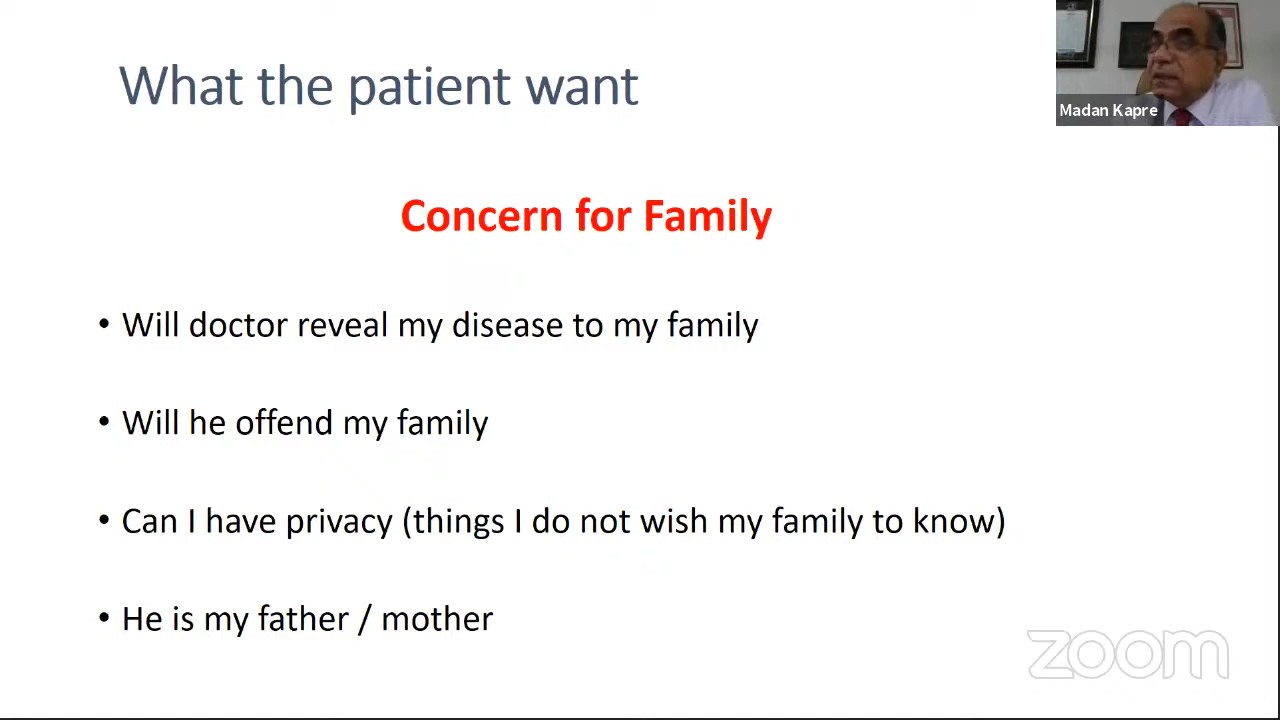 What the patient want
Madan Kapre
Concern for Family
• Will doctor reveal my disease to my family
• Will he offend my family
• Can I have privacy (things I do not wish my family to know)
• He is my father / mother
zoom